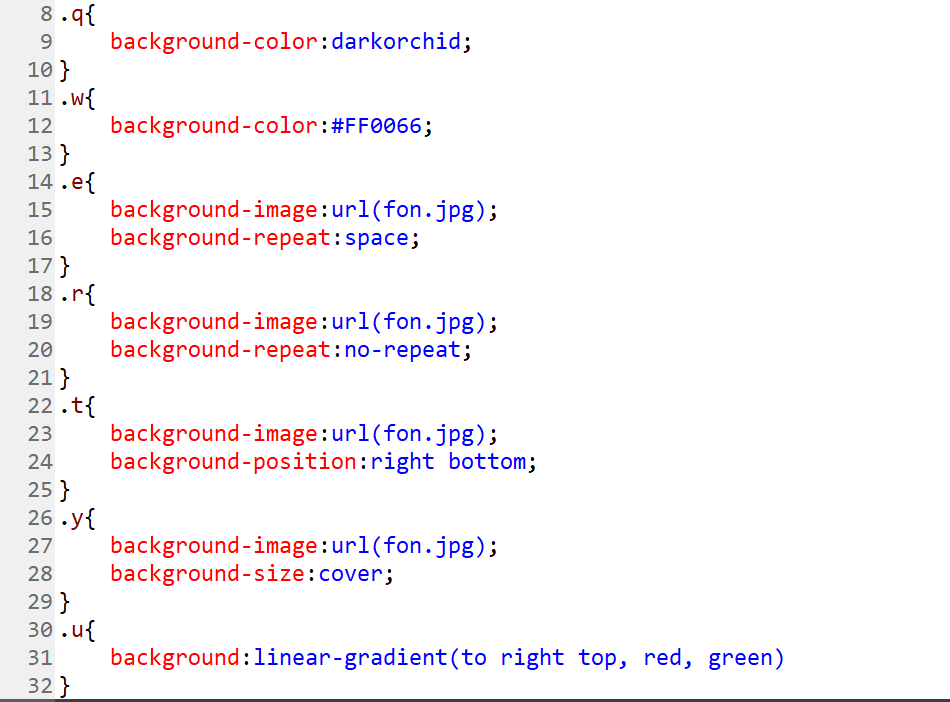 8 .q{
9 background-color:darkorchid;
10 }
11 .w{
12 background-color:#FF0066;
13 }
14 .e{
15 background-image:url(fon.jpg);
16 background-repeat:space;
17 }
18 .r{
19 background-image:url(fon.jpg);
20 background-repeat:no-repeat;
21 }
22 .t{
23 background-image:url(fon.jpg);
24 background-position:right bottom;
25 }
26 .y{
27 background-image:url(fon.jpg);
28 background-size:cover;
29 }
30 .u{
31 background:linear-gradient(to right top, red, green)
32 }